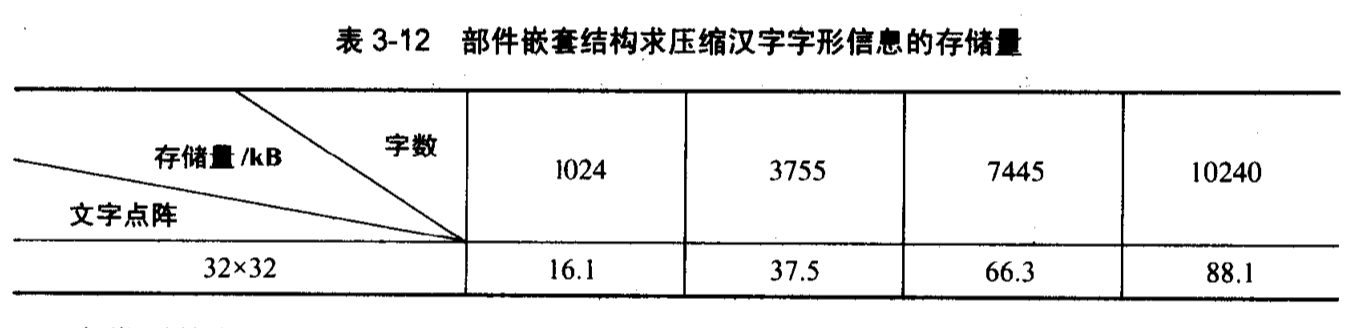 表 3-12 部件嵌套结构求压缩汉字字形信息的存储量
字数
存储量/kB
文字点阵
1024 3755 7445 10240
32×32 16.1 37.5 66.3 88.1